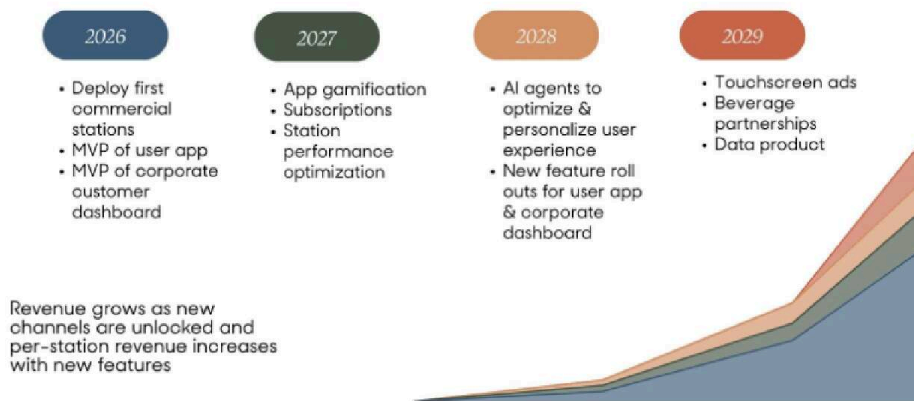 2026
• Deploy first
commercial
stations
• MVP of user app
• MVP of corporate
customer
dashboard
2027
• App gamification
• Subscriptions
• Station
performance
optimization
2028
• AI agents to
optimize &
personalize user
experience
• New feature roll
outs for user app
& corporate
dashboard
2029
• Touchscreen ads
• Beverage
partnerships
• Data product
Revenue grows as new
channels are unlocked and
per-station revenue increases
with new features